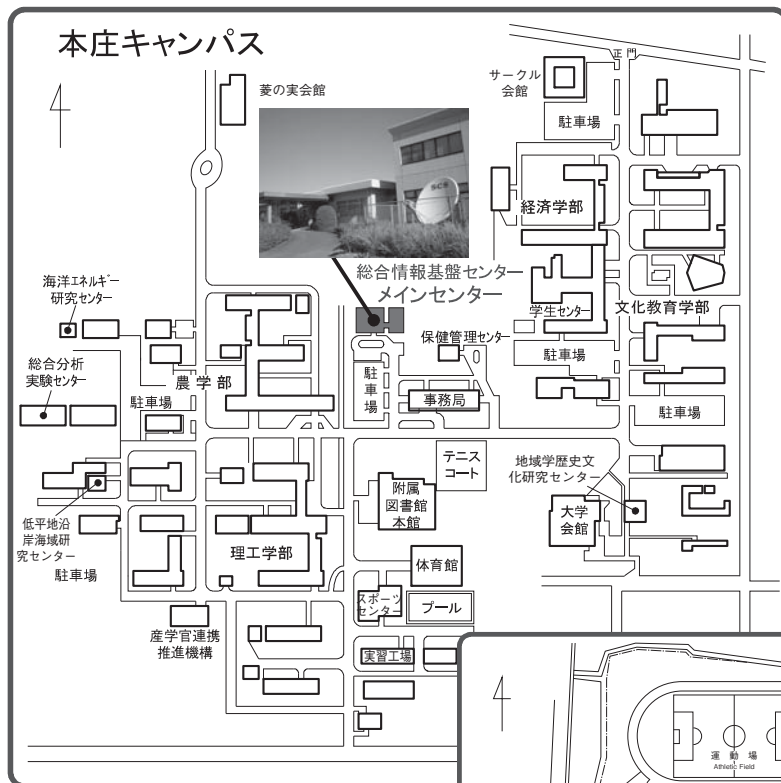 本庄キャンパス
正 門
サークル
会館
菱の実会館
駐車場
SCS
経済学部
総合情報基盤センター
メインセンター
海洋エネルギー
研究センター
学生センター
文化教育学部
保健管理センター
総合分析
実験センター
農 学 部
駐車場
駐車場
駐
車
場
事務局
駐車場
テニス
コート
地域学歴史文
化研究センター
附属
図書館
本館
大学
会館
低平地沿
岸海域研
究センター
理工学部
体育館
駐車場
スポーツ
センター
プール
産学官連携
推進機構
実習工場
運 動 場
Athletic Field